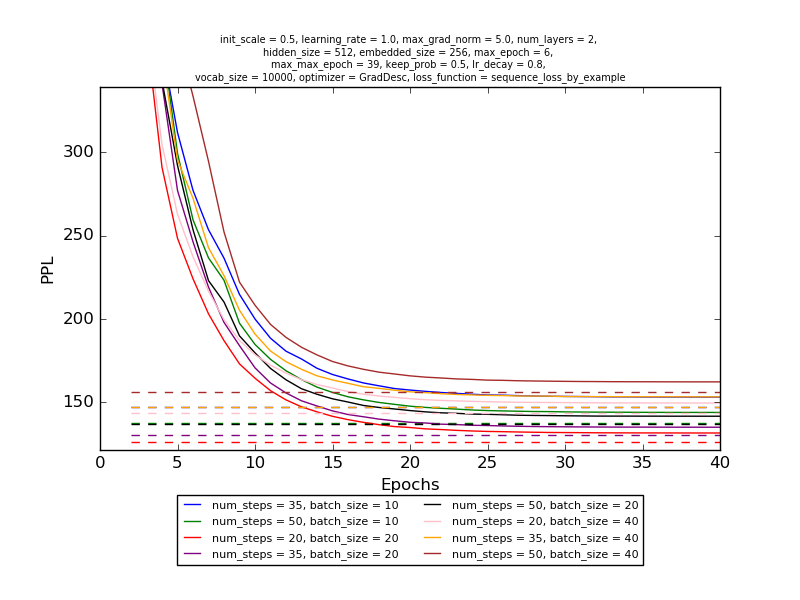 init_scale = 0.5, learning_rate = 1.0, max_grad_norm = 5.0, num_layers = 2,
hidden_size = 512, embedded_size = 256, max_epoch = 6,
max_max_epoch = 39, keep_prob = 0.5, lr_decay = 0.8,
vocab_size = 10000, optimizer = GradDesc, loss_function = sequence_loss_by_example
300
250
200
150
PPL
0 5 10 15 20 25 30 35 40
Epochs
num_steps = 35, batch_size = 10 num_steps = 50, batch_size = 20
num_steps = 50, batch_size = 10 num_steps = 20, batch_size = 40
num_steps = 20, batch_size = 20 num_steps = 35, batch_size = 40
num_steps = 35, batch_size = 20 num_steps = 50, batch_size = 40